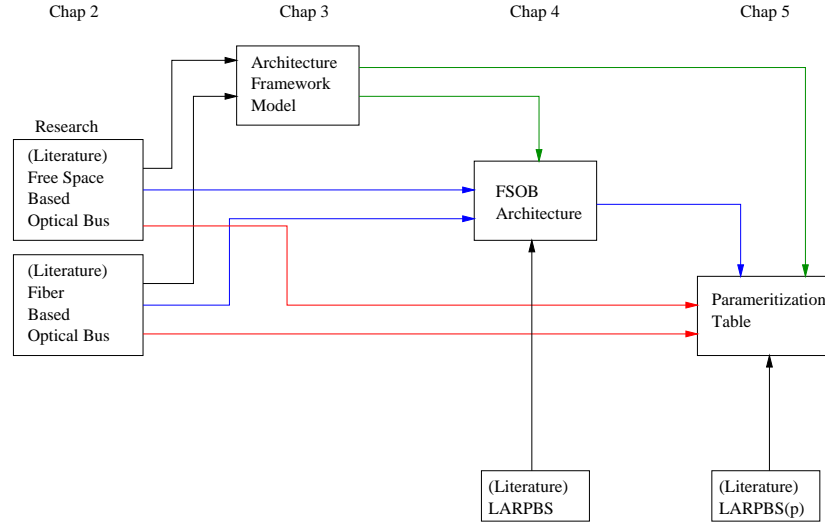 Chap 2
Chap 3
Chap 4
Chap 5
Architecture
Framework
Model
Research
(Literature)
Free Space
Based
Optical Bus
FSOB
Architecture
(Literature)
Fiber
Based
Optical Bus
Parameritization
Table
(Literature)
LARPBS
(Literature)
LARPBS(p)